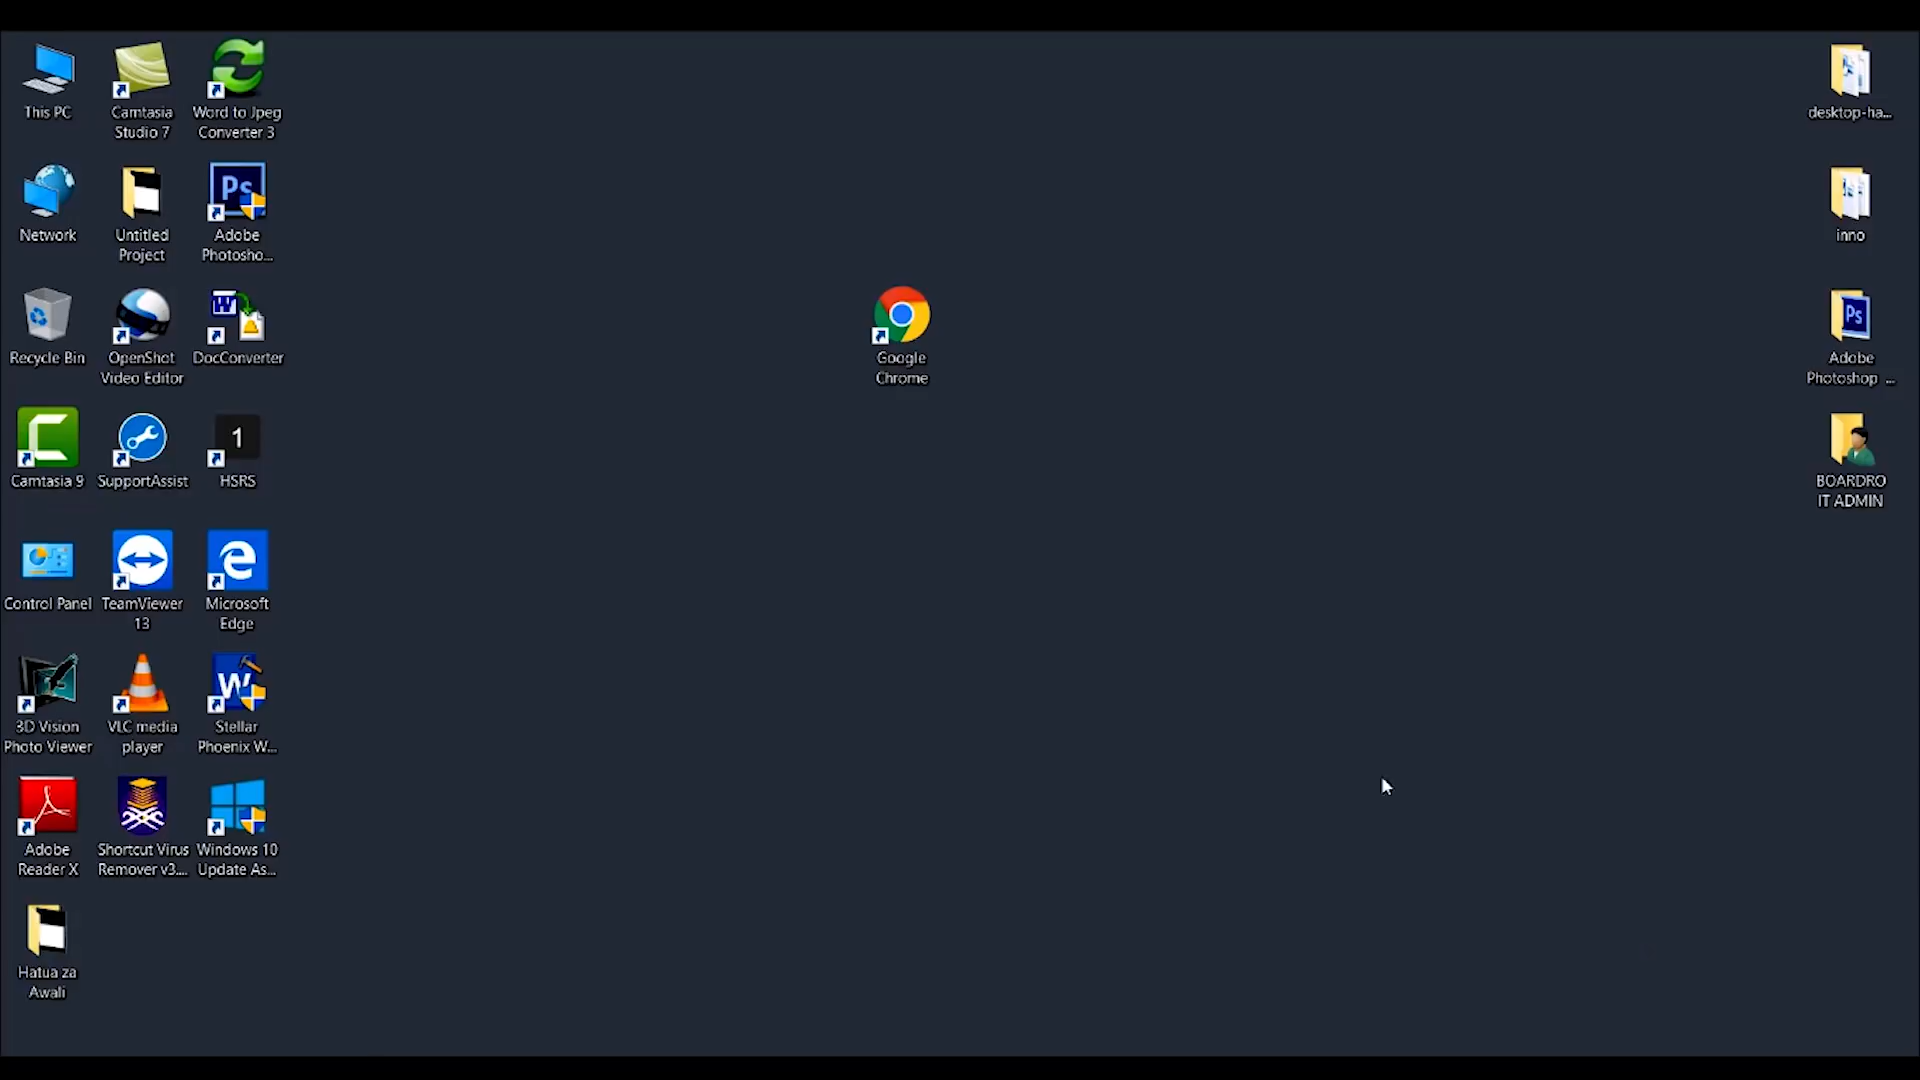 This PC
Camtasia
Studio 7
Word to Jpeg
Converter 3
desktop-ha...
Network
Untitled
Project
Ps
Adobe
Photosho...
inno
Recycle Bin
OpenShot
Video Editor
W
DocConverter
Google
Chrome
Ps
Adobe
Photoshop ...
Camtasia 9
SupportAssist
1
HSRS
BOARDRO
IT ADMIN
Control Panel
TeamViewer
13
Microsoft
Edge
3D Vision
Photo Viewer
VLC media
player
W
Stellar
Phoenix W...
Adobe
Reader X
Shortcut Virus
Remover v3....
Windows 10
Update As...
Hatua za
Awali